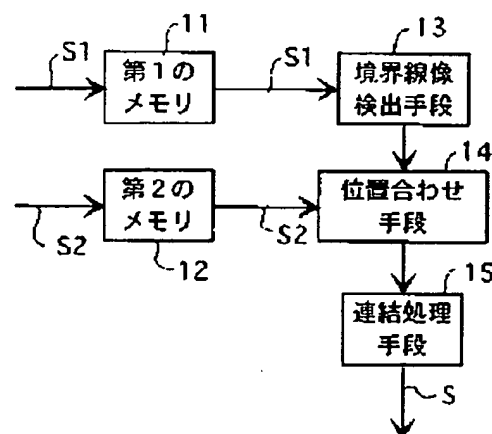 11
13
S1
第1の
メモリ
S1
境界線像
検出手段
14
第2の
メモリ
位置合わせ
手段
S2
12
S2
15
連結処理
手段
S